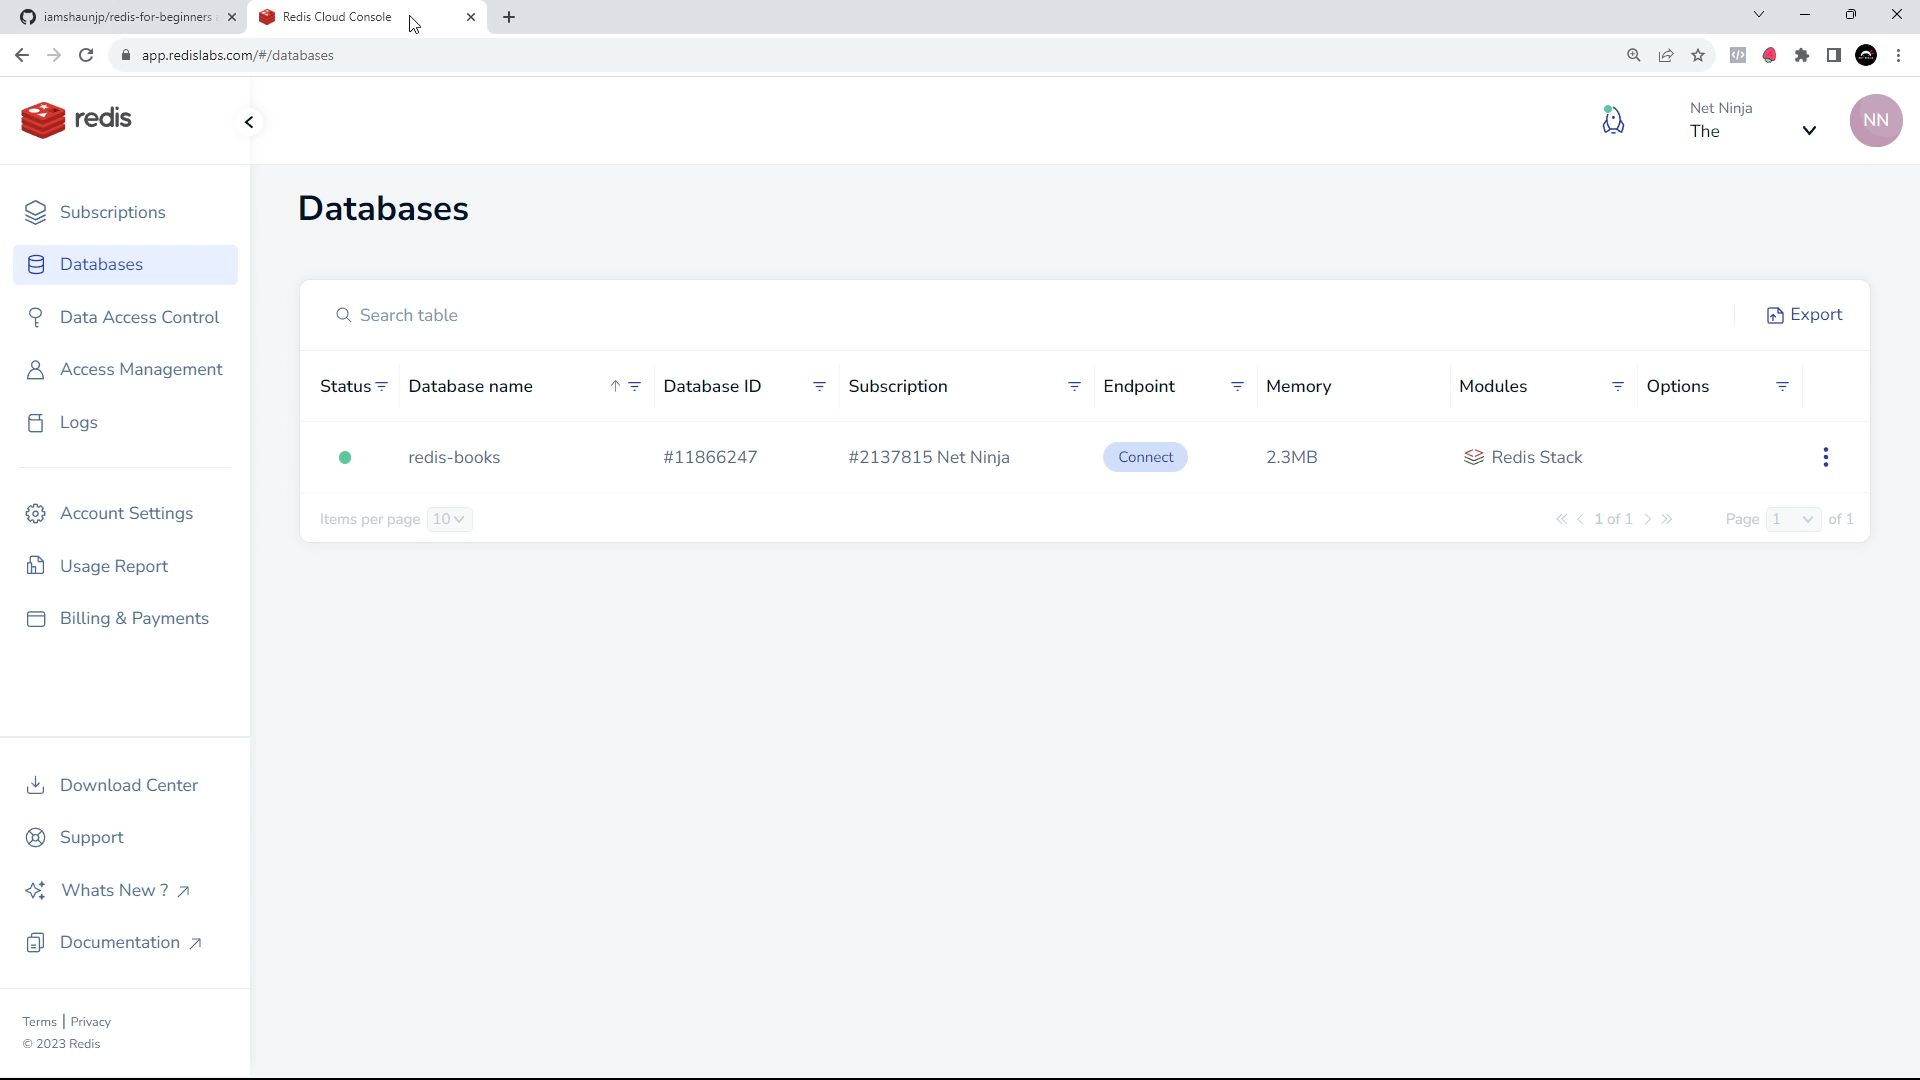 iamshaunjp/redis-for-beginners
Redis Cloud Console
app.redislabs.com/#/databases
redis
Net Ninja
The
NN
Subscriptions
Databases
Data Access Control
Access Management
Logs
Account Settings
Usage Report
Billing & Payments
Download Center
Support
Whats New ?
Documentation
Terms | Privacy
© 2023 Redis
Databases
Search table
Export
Status Database name Database ID Subscription Endpoint Memory Modules Options
redis-books #11866247 #2137815 Net Ninja Connect 2.3MB Redis Stack
Items per page 10 1 of 1 Page 1 of 1